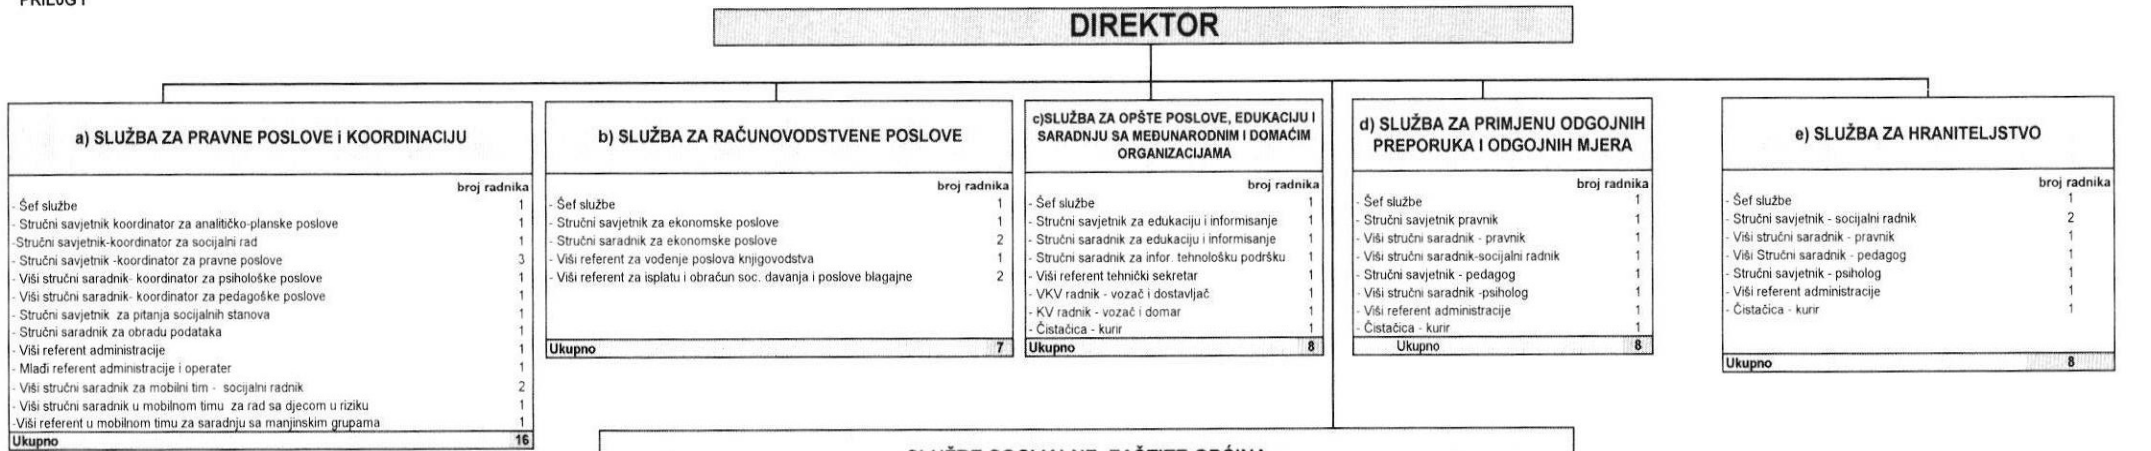 PRILOG I
DIREKTOR
a) SLUŽBA ZA PRAVNE POSLOVE i KOORDINACIJU
broj radnika
- Šef službe 1
- Stručni savjetnik koordinator za analitičko-planske poslove 1
-Stručni savjetnik-koordinator za socijalni rad 1
- Stručni savjetnik -koordinator za pravne poslove 3
- Viši stručni saradnik- koordinator za psihološke poslove 1
- Viši stručni saradnik- koordinator za pedagoške poslove 1
- Stručni savjetnik za pitanja socijalnih stanova 1
- Stručni saradnik za obradu podataka 1
- Viši referent administracije 1
- Mlađi referent administracije i operater 1
- Viši stručni saradnik za mobilni tim - socijalni radnik 2
- Viši stručni saradnik u mobilnom timu za rad sa djecom u riziku 1
-Viši referent u mobilnom timu za saradnju sa manjinskim grupama 1
Ukupno 16
b) SLUŽBA ZA RAČUNOVODSTVENE POSLOVE
broj radnika
- Šef službe 1
- Stručni savjetnik za ekonomske poslove 1
- Stručni saradnik za ekonomske poslove 2
- Viši referent za vođenje poslova knjigovodstva 1
- Viši referent za isplatu i obračun soc. davanja i poslove blagajne 2
Ukupno 7
c)SLUŽBA ZA OPŠTE POSLOVE, EDUKACIJU I
SARADNJU SA MEĐUNARODNIM I DOMAĆIM
ORGANIZACIJAMA
broj radnika
- Šef službe 1
- Stručni savjetnik za edukaciju i informisanje 1
- Stručni saradnik za edukaciju i informisanje 1
- Stručni saradnik za infor. tehnološku podršku 1
- Viši referent tehnički sekretar 1
- VKV radnik - vozač i dostavljač 1
- KV radnik - vozač i domar 1
- Čistačica - kurir 1
Ukupno 8
d) SLUŽBA ZA PRIMJENU ODGOJNIH
PREPORUKA I ODGOJNIH MJERA
broj radnika
- Šef službe 1
- Stručni savjetnik pravnik 1
- Viši stručni saradnik - pravnik 1
- Viši stručni saradnik-socijalni radnik 1
- Stručni savjetnik - pedagog 1
- Viši stručni saradnik -psiholog 1
- Viši referent administracije 1
- Čistačica - kurir 1
Ukupno 8
e) SLUŽBA ZA HRANITELJSTVO
broj radnika
- Šef službe 1
- Stručni savjetnik - socijalni radnik 2
- Viši stručni saradnik - pravnik 1
- Viši Stručni saradnik - pedagog 1
- Stručni savjetnik - psiholog 1
- Viši referent administracije 1
- Čistačica - kurir 1
Ukupno 8